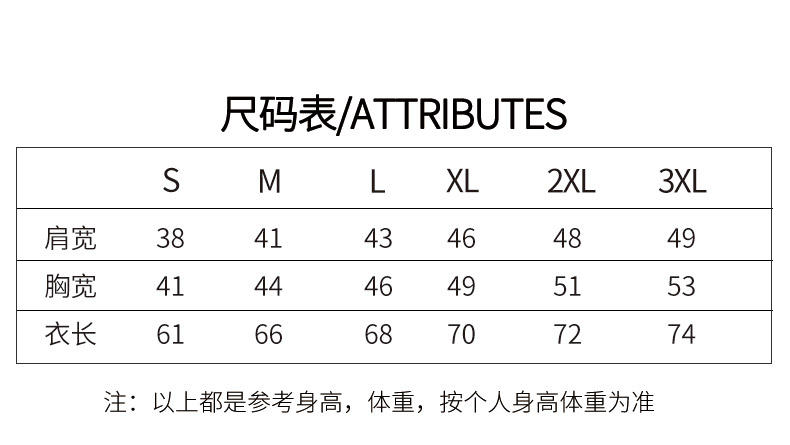 尺码表/ATTRIBUTES
S M L XL 2XL 3XL
肩宽 38 41 43 46 48 49
胸宽 41 44 46 49 51 53
衣长 61 66 68 70 72 74
注：以上都是参考身高，体重，按个人身高体重为准